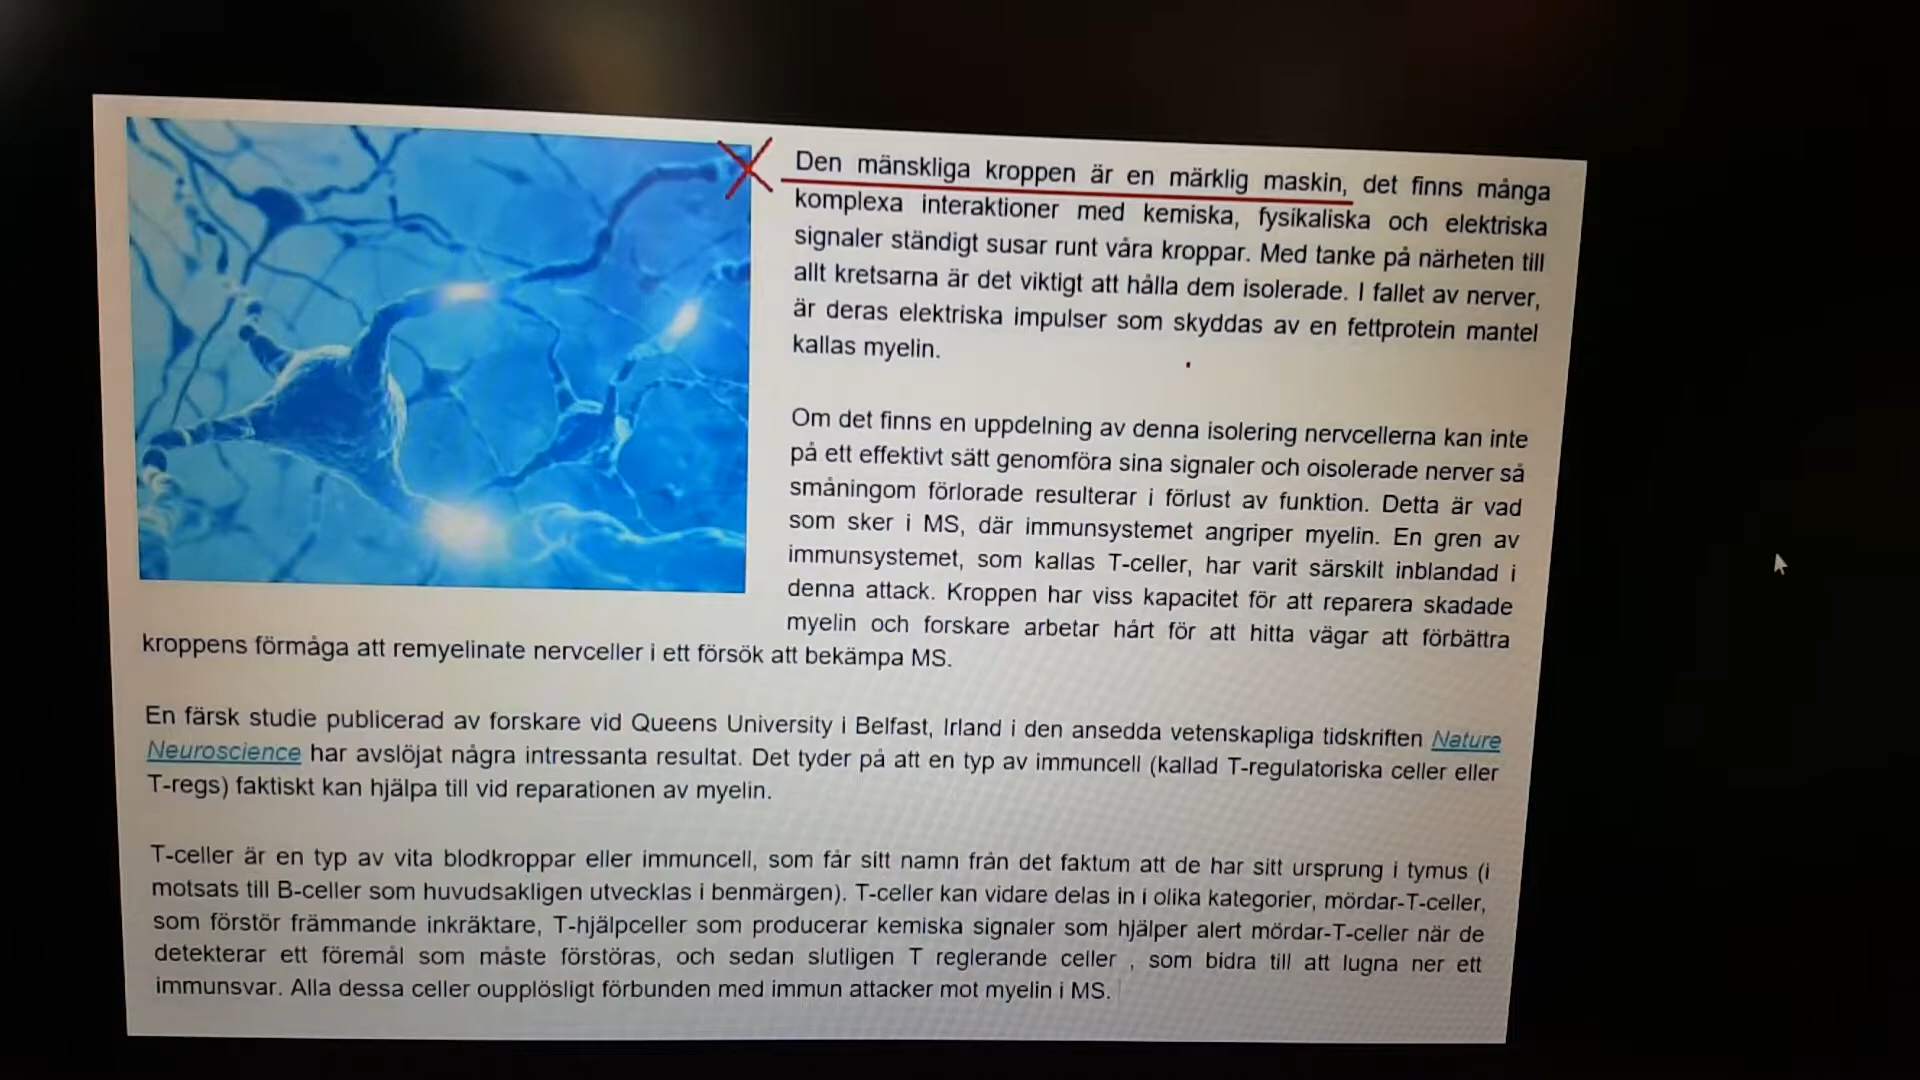 Den mänskliga kroppen är en märklig maskin, det finns många
komplexa interaktioner med kemiska, fysikaliska och elektriska
signaler ständigt susar runt våra kroppar. Med tanke på närheten till
allt kretsarna är det viktigt att hålla dem isolerade. I fallet av nerver,
är deras elektriska impulser som skyddas av en fettprotein mantel
kallas myelin.
Om det finns en uppdelning av denna isolering nervcellerna kan inte
på ett effektivt sätt genomföra sina signaler och oisolerade nerver så
småningom förlorade resulterar i förlust av funktion. Detta är vad
som sker i MS, där immunsystemet angriper myelin. En gren av
immunsystemet, som kallas T-celler, har varit särskilt inblandad i
denna attack. Kroppen har viss kapacitet för att reparera skadade
myelin och forskare arbetar hårt för att hitta vägar att förbättra
kroppens förmåga att remyelinate nervceller i ett försök att bekämpa MS.
En färsk studie publicerad av forskare vid Queens University i Belfast, Irland i den ansedda vetenskapliga tidskriften Nature
Neuroscience har avslöjat några intressanta resultat. Det tyder på att en typ av immuncell (kallad T-regulatoriska celler eller
T-regs) faktiskt kan hjälpa till vid reparationen av myelin.
T-celler är en typ av vita blodkroppar eller immuncell, som får sitt namn från det faktum att de har sitt ursprung i tymus (i
motsats till B-celler som huvudsakligen utvecklas i benmärgen). T-celler kan vidare delas in i olika kategorier, mördar-T-celler,
som förstör främmande inkräktare, T-hjälpceller som producerar kemiska signaler som hjälper alert mördar-T-celler när de
detekterar ett föremål som måste förstöras, och sedan slutligen T reglerande celler , som bidra till att lugna ner ett
immunsvar. Alla dessa celler oupplösligt förbunden med immun attacker mot myelin i MS.